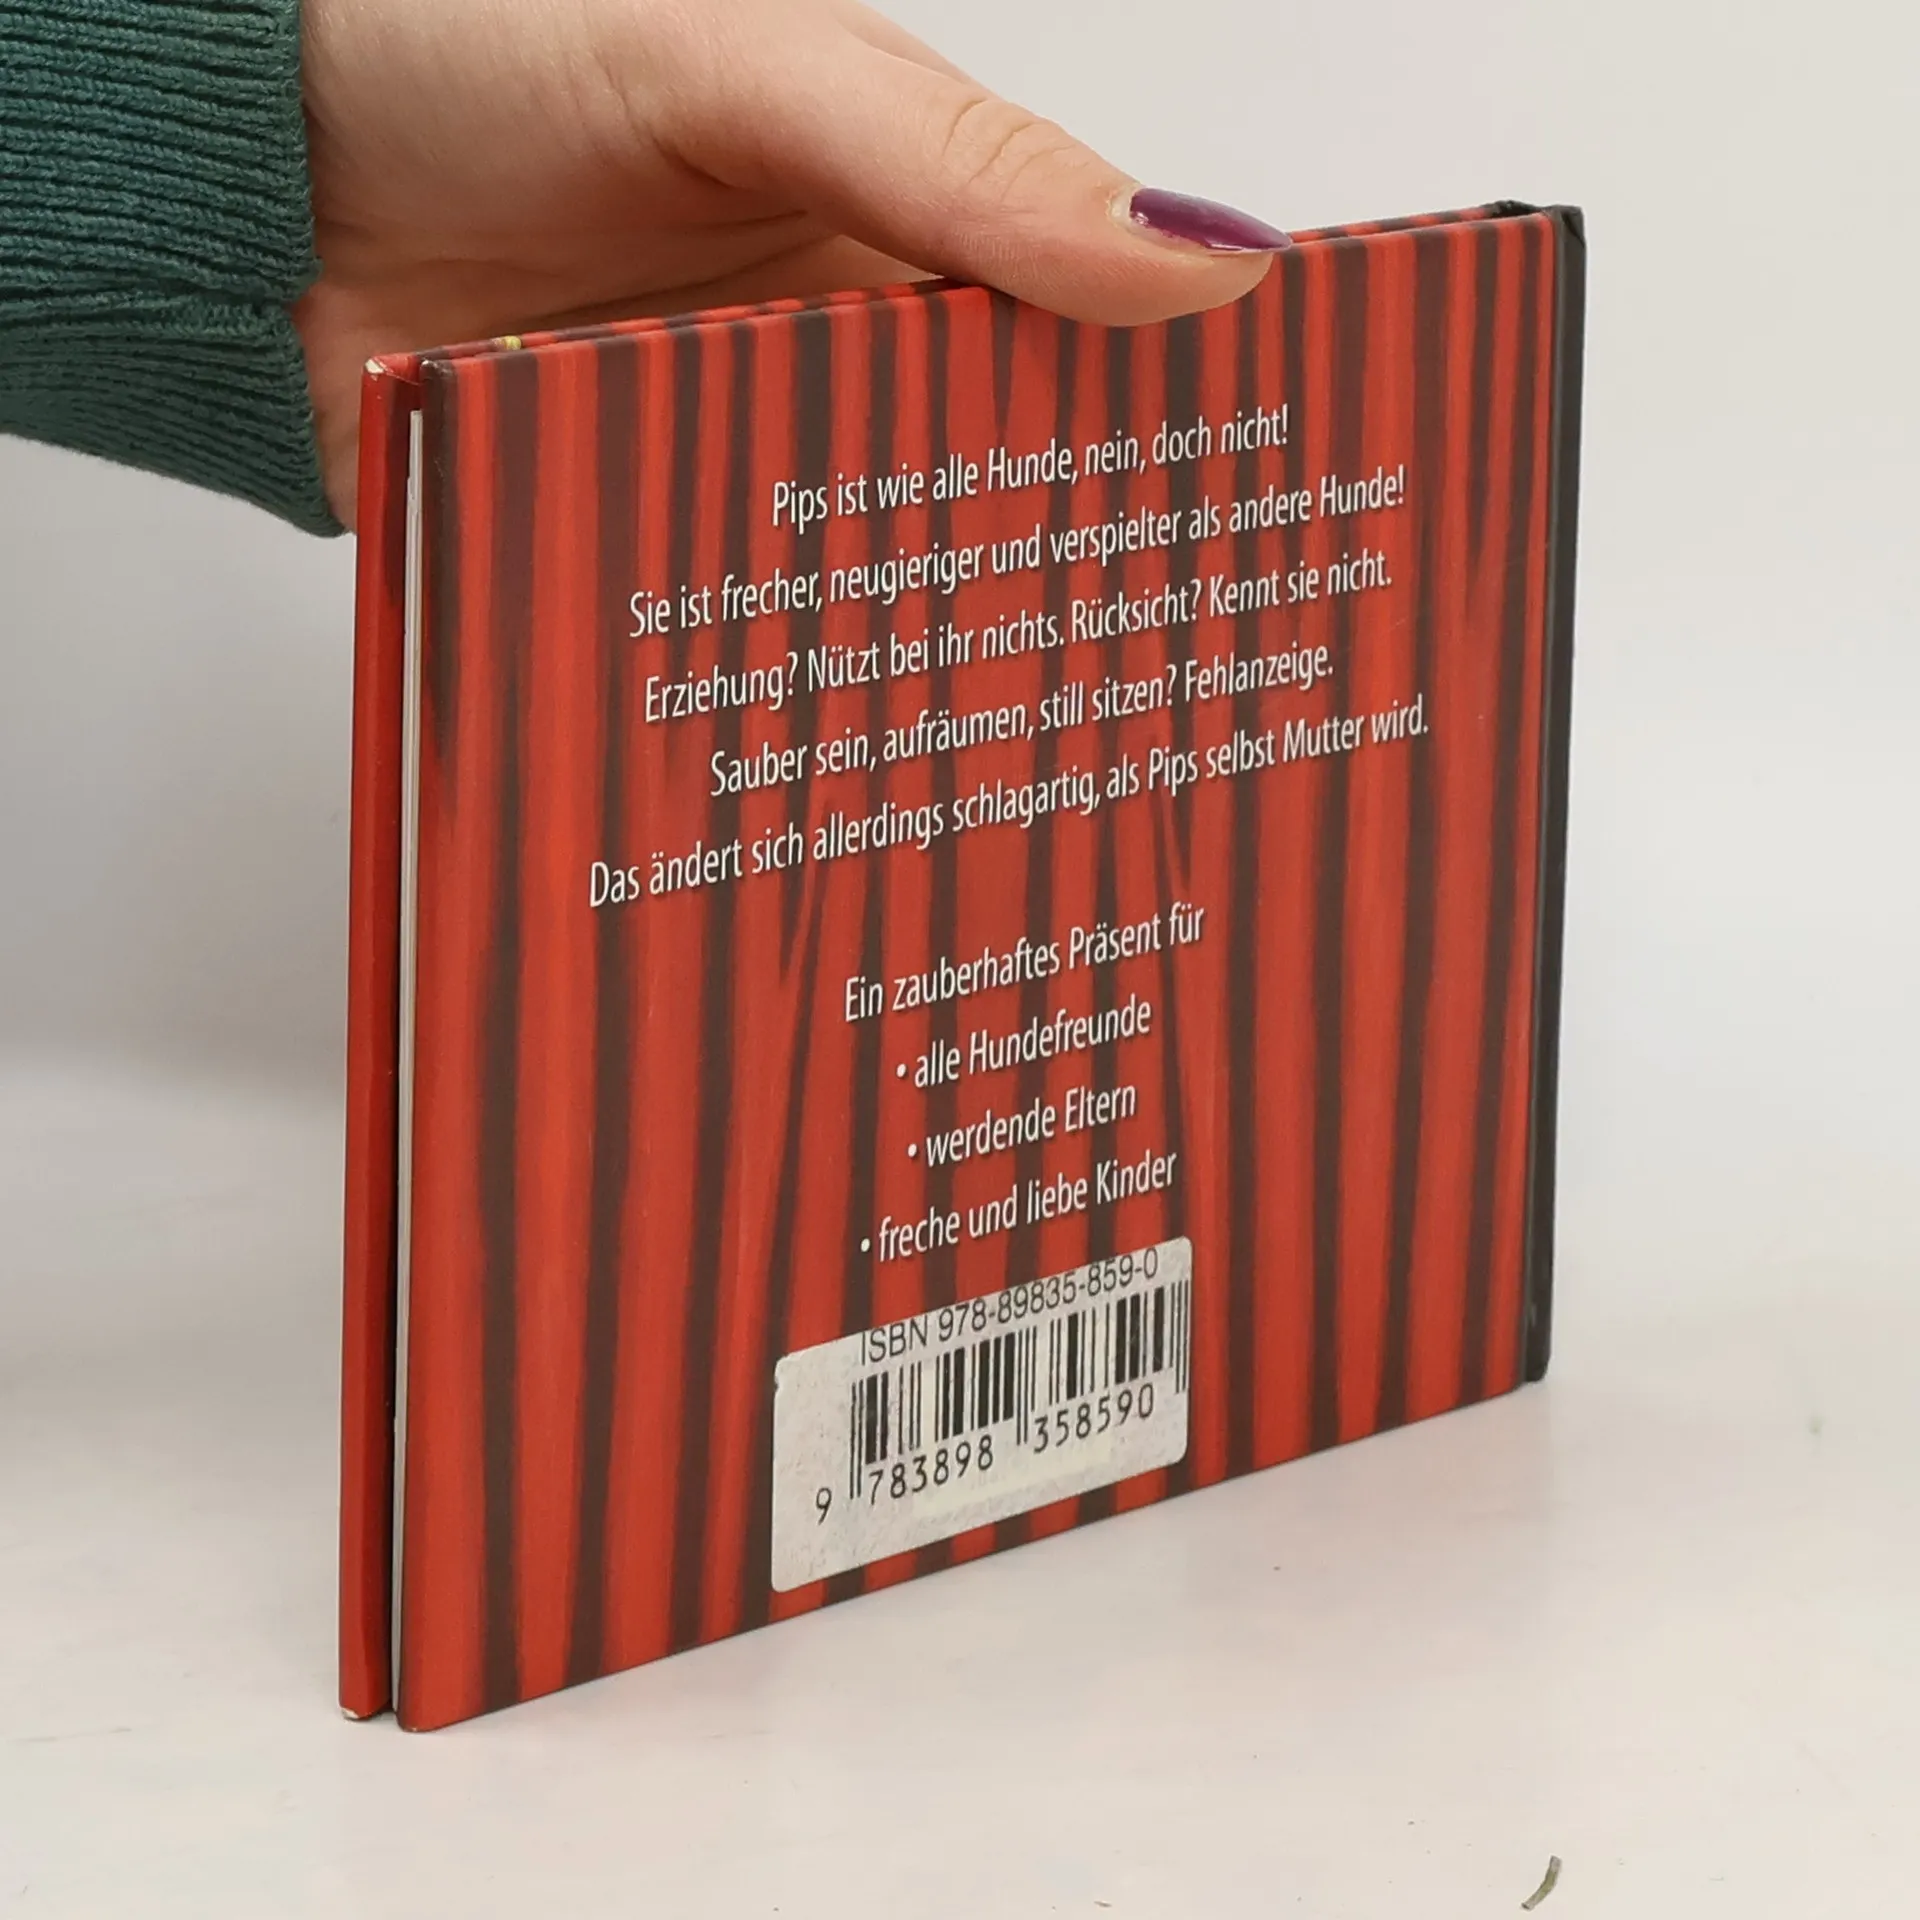 Pips ist wie alle Hunde, nein, doch nicht!
Sie ist frecher, neugieriger und verspielter als andere Hunde!
Erziehung? Nützt bei ihr nichts. Rücksicht? Kennt sie nicht.
Sauber sein, aufräumen, still sitzen? Fehlanzeige.
Das ändert sich allerdings schlagartig, als Pips selbst Mutter wird.
Ein zauberhaftes Präsent für
• alle Hundefreunde
• werdende Eltern
• freche und liebe Kinder
ISBN 978-89835-859-0
9 783898 358590